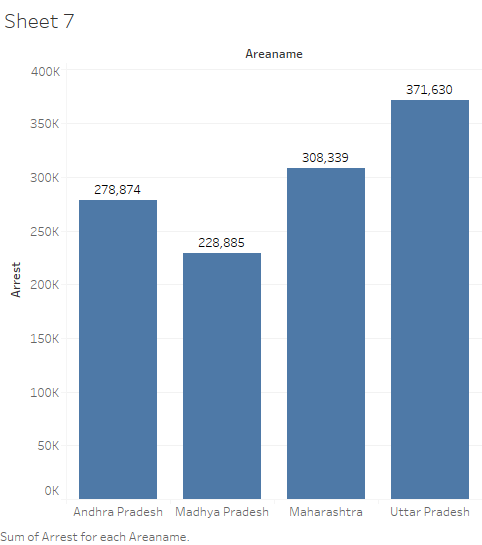 Sheet 7
Areaname
400K
350K
300K
250K
200K
150K
100K
50K
0K
Arrest
278,874
228,885
308,339
371,630
Andhra Pradesh
Madhya Pradesh
Maharashtra
Uttar Pradesh
Sum of Arrest for each Areaname.